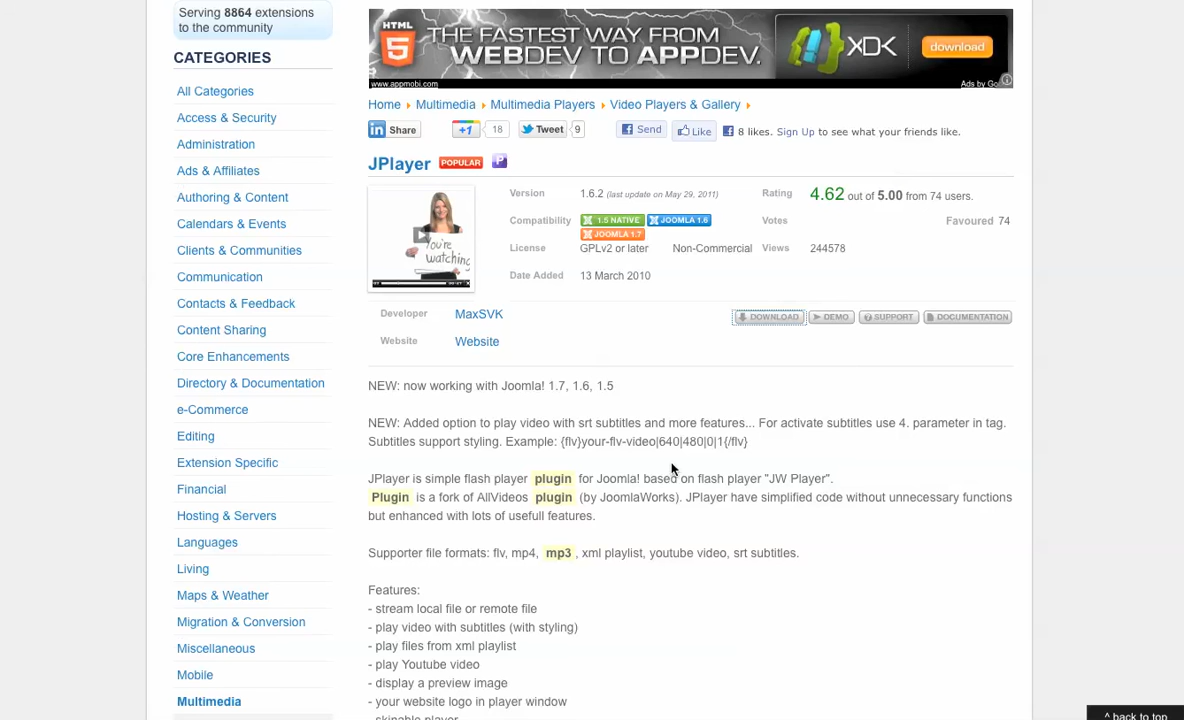 Serving 8864 extensions
to the community
CATEGORIES
All Categories
Access & Security
Administration
Ads & Affiliates
Authoring & Content
Calendars & Events
Clients & Communities
Communication
Contacts & Feedback
Content Sharing
Core Enhancements
Directory & Documentation
e-Commerce
Editing
Extension Specific
Financial
Hosting & Servers
Languages
Living
Maps & Weather
Migration & Conversion
Miscellaneous
Mobile
Multimedia
HTML
5
THE FASTEST WAY FROM
WEBDEV TO APPDEV.
XDK
download
www.appmobi.com
Ads by Go
Home Multimedia Multimedia Players Video Players & Gallery
in Share +1 18 Tweet 9 Send Like 8 likes. Sign Up to see what your friends like.
JPlayer POPULAR P
You're
watching
Version 1.6.2 (last update on May 29, 2011)
Compatibility 1.5 NATIVE JOOMLA 1.6
JOOMLA 1.7
License GPLv2 or later Non-Commercial
Date Added 13 March 2010
Rating 4.62 out of 5.00 from 74 users.
Votes Favoured 74
Views 244578
Developer MaxSVK
Website Website
DOWNLOAD DEMO SUPPORT DOCUMENTATION
NEW: now working with Joomla! 1.7, 1.6, 1.5
NEW: Added option to play video with srt subtitles and more features... For activate subtitles use 4. parameter in tag.
Subtitles support styling. Example: {flv}your-flv-video|640|480|0|1{/flv}
JPlayer is simple flash player plugin for Joomla! based on flash player "JW Player".
Plugin is a fork of AllVideos plugin (by JoomlaWorks). JPlayer have simplified code without unnecessary functions
but enhanced with lots of usefull features.
Supporter file formats: flv, mp4, mp3, xml playlist, youtube video, srt subtitles.
Features:
- stream local file or remote file
- play video with subtitles (with styling)
- play files from xml playlist
- play Youtube video
- display a preview image
- your website logo in player window
- skinable player
^ back to top